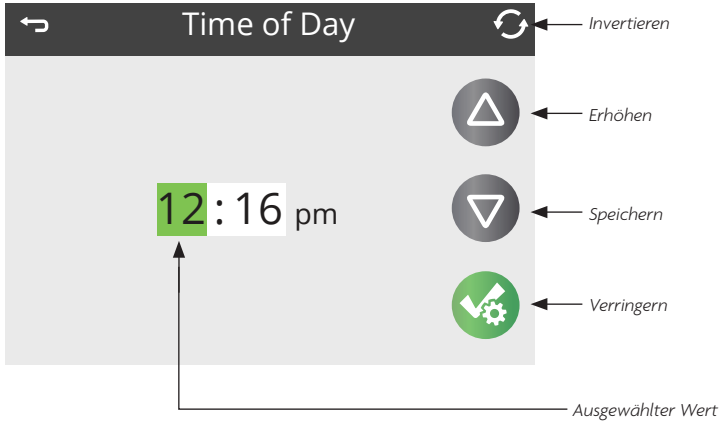 Time of Day
Invertieren
Erhöhen
12 : 16 pm
Speichern
Verringern
Ausgewählter Wert